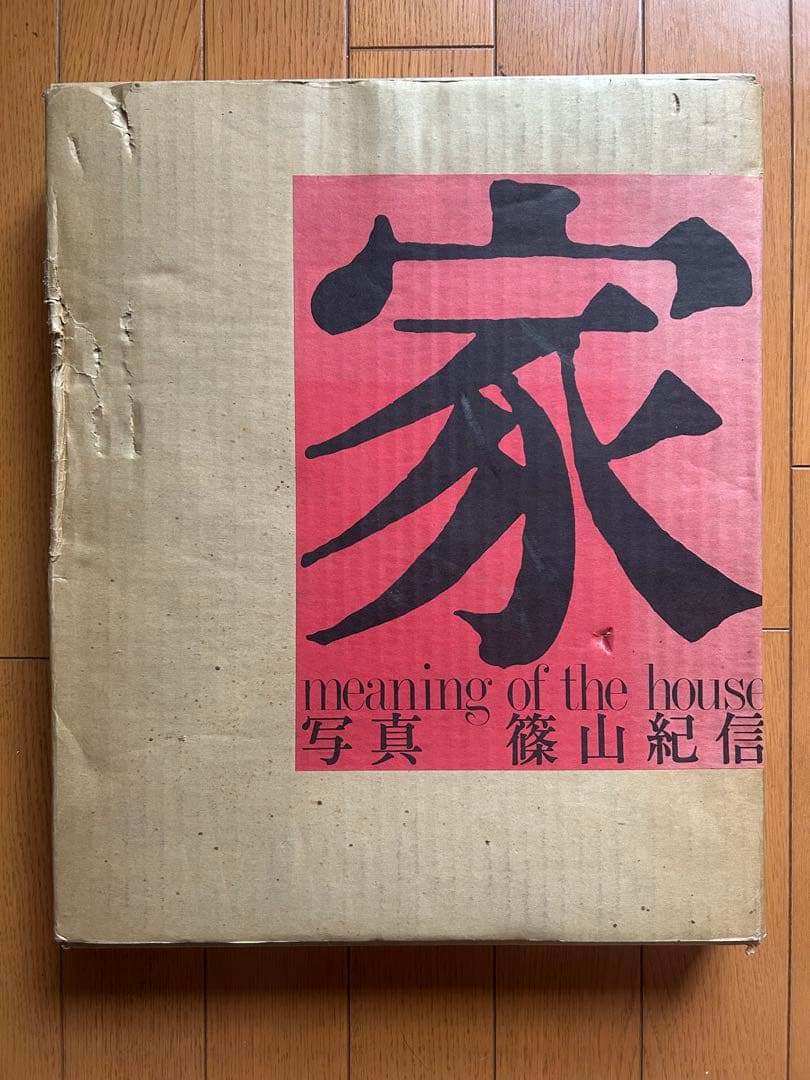 家
meaning of the house
写真　篠山紀信